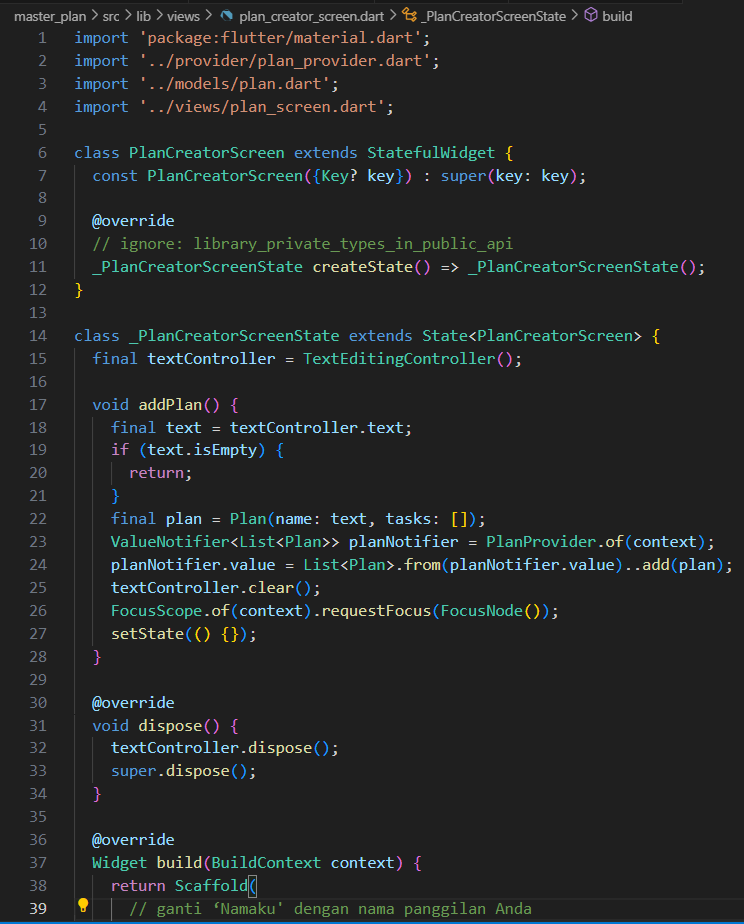 master_plan > src > lib > views > plan_creator_screen.dart > _PlanCreatorScreenState > build
1 import 'package:flutter/material.dart';
2 import '../provider/plan_provider.dart';
3 import '../models/plan.dart';
4 import '../views/plan_screen.dart';
5
6 class PlanCreatorScreen extends StatefulWidget {
7   const PlanCreatorScreen({Key? key}) : super(key: key);
8
9   @override
10   // ignore: library_private_types_in_public_api
11   _PlanCreatorScreenState createState() => _PlanCreatorScreenState();
12 }
13
14 class _PlanCreatorScreenState extends State<PlanCreatorScreen> {
15   final textController = TextEditingController();
16
17   void addPlan() {
18     final text = textController.text;
19     if (text.isEmpty) {
20       return;
21     }
22     final plan = Plan(name: text, tasks: []);
23     ValueNotifier<List<Plan>> planNotifier = PlanProvider.of(context);
24     planNotifier.value = List<Plan>.from(planNotifier.value)..add(plan);
25     textController.clear();
26     FocusScope.of(context).requestFocus(FocusNode());
27     setState(() {});
28   }
29
30   @override
31   void dispose() {
32     textController.dispose();
33     super.dispose();
34   }
35
36   @override
37   Widget build(BuildContext context) {
38     return Scaffold(
39       // ganti ‘Namaku' dengan nama panggilan Anda